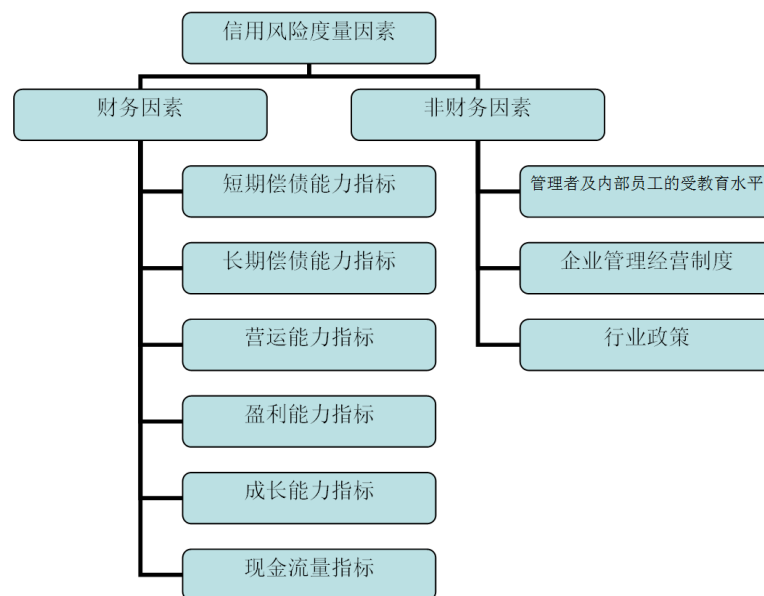 信用风险度量因素
财务因素
非财务因素
短期偿债能力指标
长期偿债能力指标
营运能力指标
盈利能力指标
成长能力指标
现金流量指标
管理者及内部员工的受教育水平
企业管理经营制度
行业政策